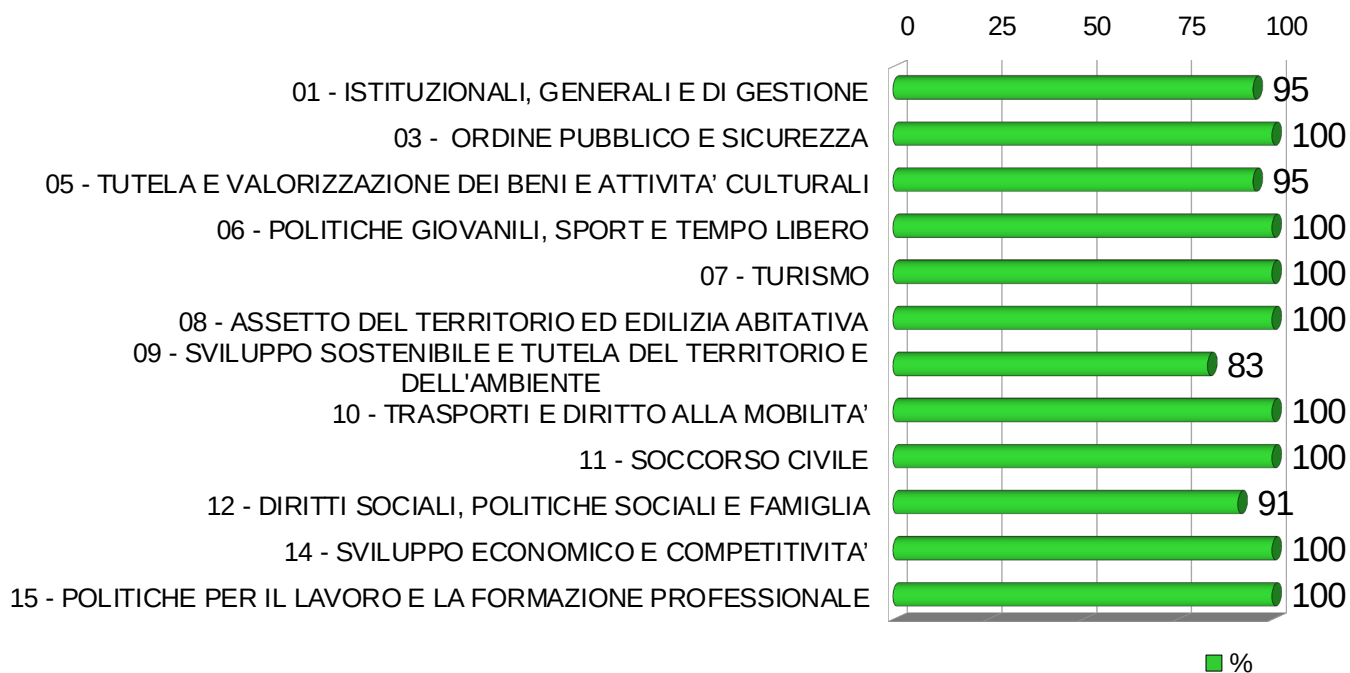 0 25 50 75 100
01 - ISTITUZIONALI, GENERALI E DI GESTIONE 95
03 -  ORDINE PUBBLICO E SICUREZZA 100
05 - TUTELA E VALORIZZAZIONE DEI BENI E ATTIVITA’ CULTURALI 95
06 - POLITICHE GIOVANILI, SPORT E TEMPO LIBERO 100
07 - TURISMO 100
08 - ASSETTO DEL TERRITORIO ED EDILIZIA ABITATIVA 100
09 - SVILUPPO SOSTENIBILE E TUTELA DEL TERRITORIO E
DELL'AMBIENTE 83
10 - TRASPORTI E DIRITTO ALLA MOBILITA’ 100
11 - SOCCORSO CIVILE 100
12 - DIRITTI SOCIALI, POLITICHE SOCIALI E FAMIGLIA 91
14 - SVILUPPO ECONOMICO E COMPETITIVITA’ 100
15 - POLITICHE PER IL LAVORO E LA FORMAZIONE PROFESSIONALE 100
%